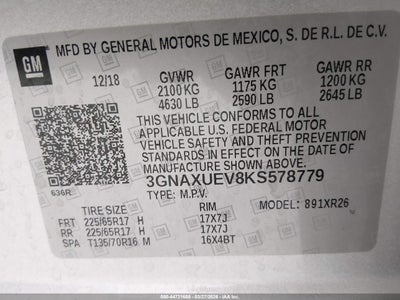 GM
MFD BY GENERAL MOTORS DE MEXICO, S. DE R.L. DE C.V.
12/18 GVWR GAWR FRT GAWR RR
2100 KG 1175 KG 1200 KG
4630 LB 2590 LB 2645 LB
THIS VEHICLE CONFORMS TO ALL
APPLICABLE U.S. FEDERAL MOTOR
VEHICLE SAFETY AND THEFT
PREVENTION STANDARDS IN
EFFECT ON THE DATE OF
MANUFACTURE SHOWN ABOVE.
636R 3GNAXUEV8KS578779
TYPE: M.P.V. MODEL: 891XR26
TIRE SIZE RIM
FRT 225/65R17 H 17X7J
RR 225/65R17 H 17X7J
SPA T135/70R16 M 16X4BT